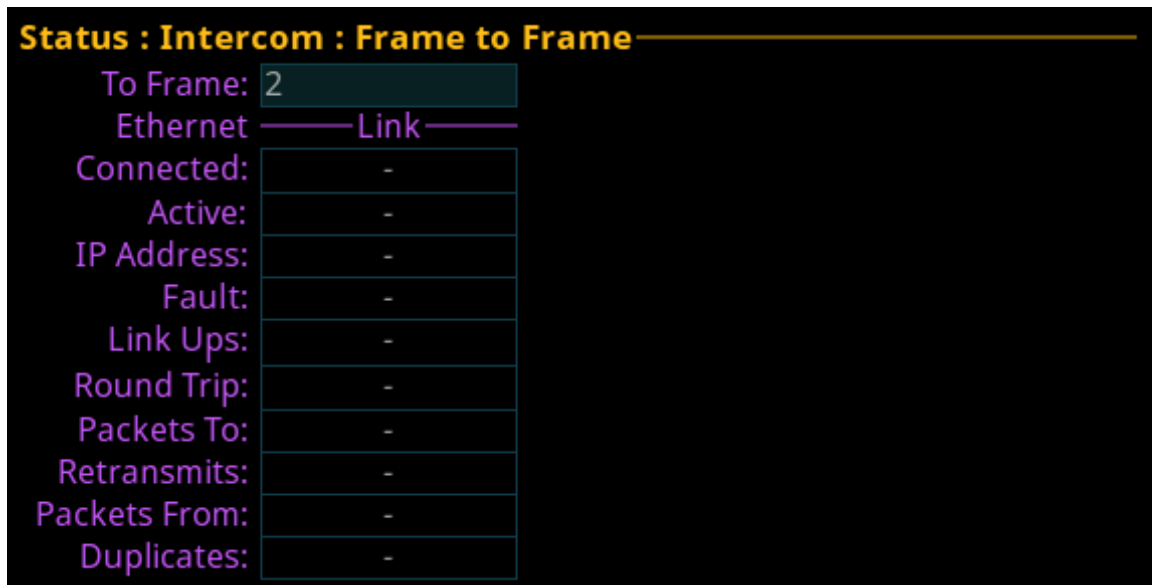 Status : Intercom : Frame to Frame
To Frame: 2
Ethernet Link
Connected: -
Active: -
IP Address: -
Fault: -
Link Ups: -
Round Trip: -
Packets To: -
Retransmits: -
Packets From: -
Duplicates: -